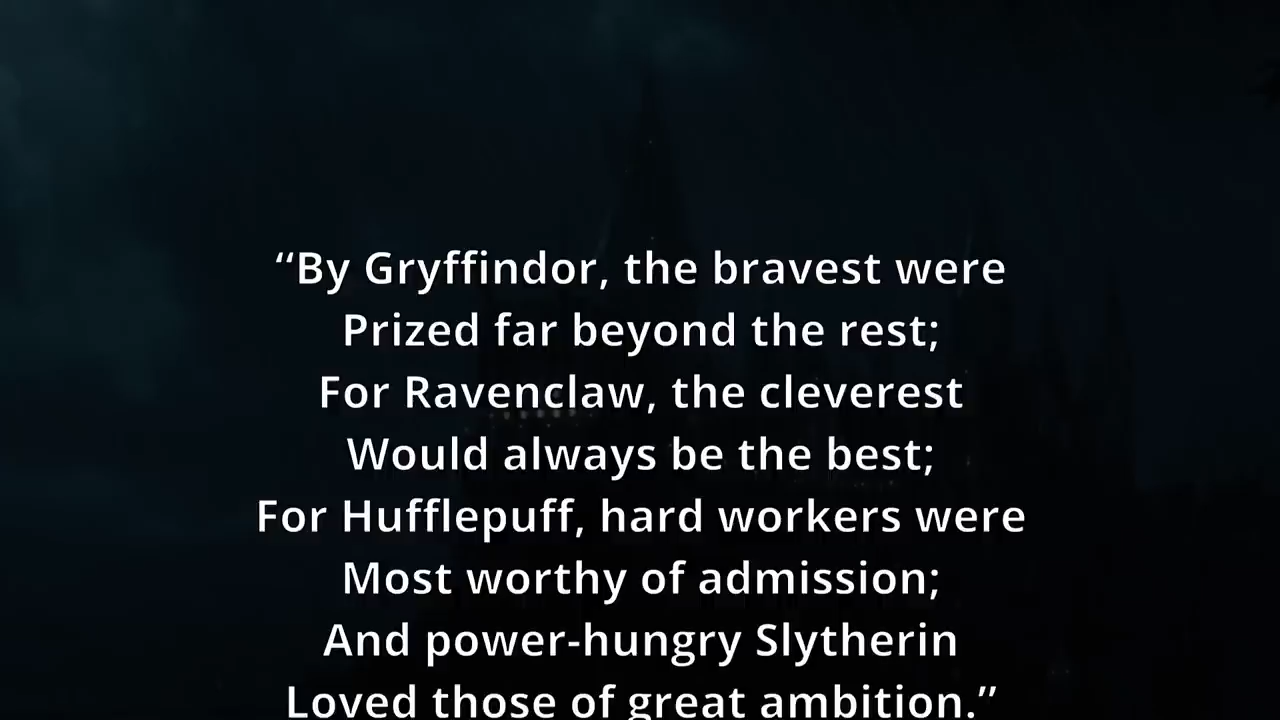 “By Gryffindor, the bravest were
Prized far beyond the rest;
For Ravenclaw, the cleverest
Would always be the best;
For Hufflepuff, hard workers were
Most worthy of admission;
And power-hungry Slytherin
Loved those of great ambition.”